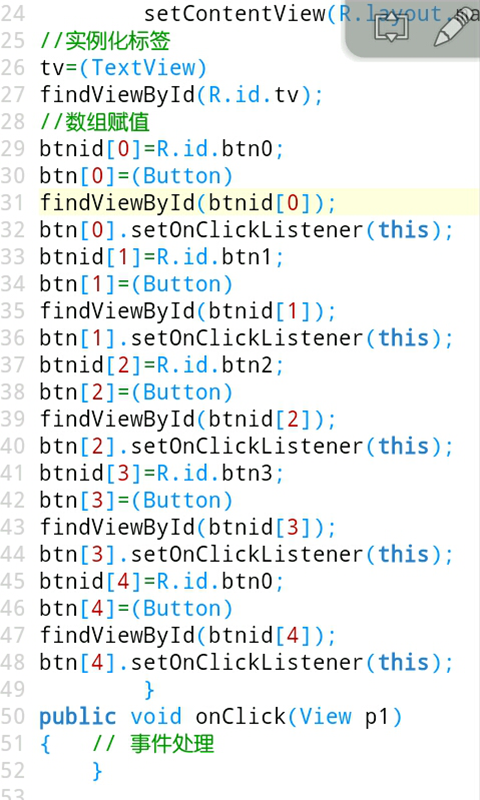 24 setContentView(R.layout.ma
25 //实例化标签
26 tv=(TextView)
27 findViewById(R.id.tv);
28 //数组赋值
29 btnid[0]=R.id.btn0;
30 btn[0]=(Button)
31 findViewById(btnid[0]);
32 btn[0].setOnClickListener(this);
33 btnid[1]=R.id.btn1;
34 btn[1]=(Button)
35 findViewById(btnid[1]);
36 btn[1].setOnClickListener(this);
37 btnid[2]=R.id.btn2;
38 btn[2]=(Button)
39 findViewById(btnid[2]);
40 btn[2].setOnClickListener(this);
41 btnid[3]=R.id.btn3;
42 btn[3]=(Button)
43 findViewById(btnid[3]);
44 btn[3].setOnClickListener(this);
45 btnid[4]=R.id.btn0;
46 btn[4]=(Button)
47 findViewById(btnid[4]);
48 btn[4].setOnClickListener(this);
49 }
50 public void onClick(View p1)
51 { // 事件处理
52 }
53